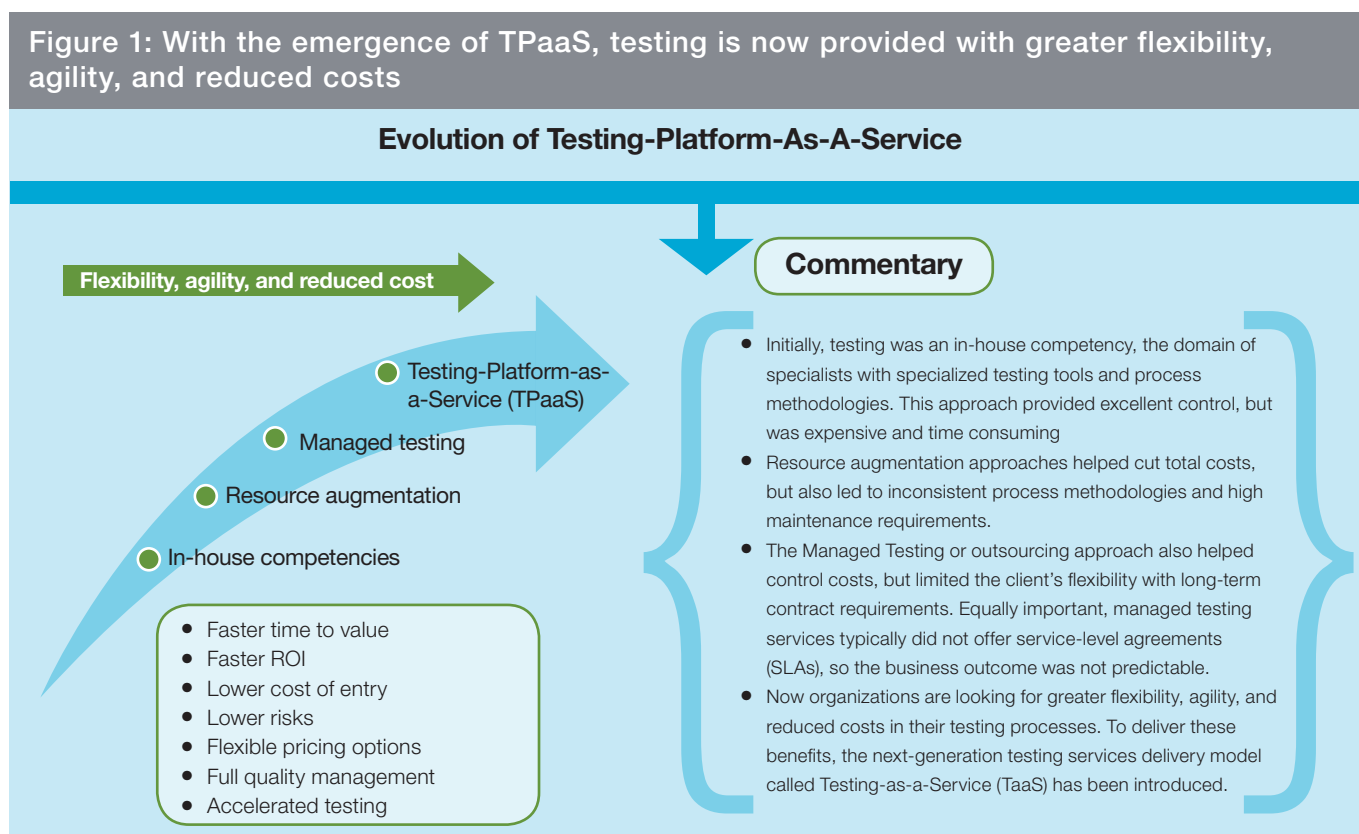 Figure 1: With the emergence of TPaaS, testing is now provided with greater flexibility,
agility, and reduced costs
Evolution of Testing-Platform-As-A-Service
Flexibility, agility, and reduced cost
Testing-Platform-as-
a-Service (TPaaS)
Managed testing
Resource augmentation
In-house competencies
• Faster time to value
• Faster ROI
• Lower cost of entry
• Lower risks
• Flexible pricing options
• Full quality management
• Accelerated testing
Commentary
• Initially, testing was an in-house competency, the domain of
specialists with specialized testing tools and process
methodologies. This approach provided excellent control, but
was expensive and time consuming
• Resource augmentation approaches helped cut total costs,
but also led to inconsistent process methodologies and high
maintenance requirements.
• The Managed Testing or outsourcing approach also helped
control costs, but limited the client's flexibility with long-term
contract requirements. Equally important, managed testing
services typically did not offer service-level agreements
(SLAs), so the business outcome was not predictable.
• Now organizations are looking for greater flexibility, agility, and
reduced costs in their testing processes. To deliver these
benefits, the next-generation testing services delivery model
called Testing-as-a-Service (TaaS) has been introduced.